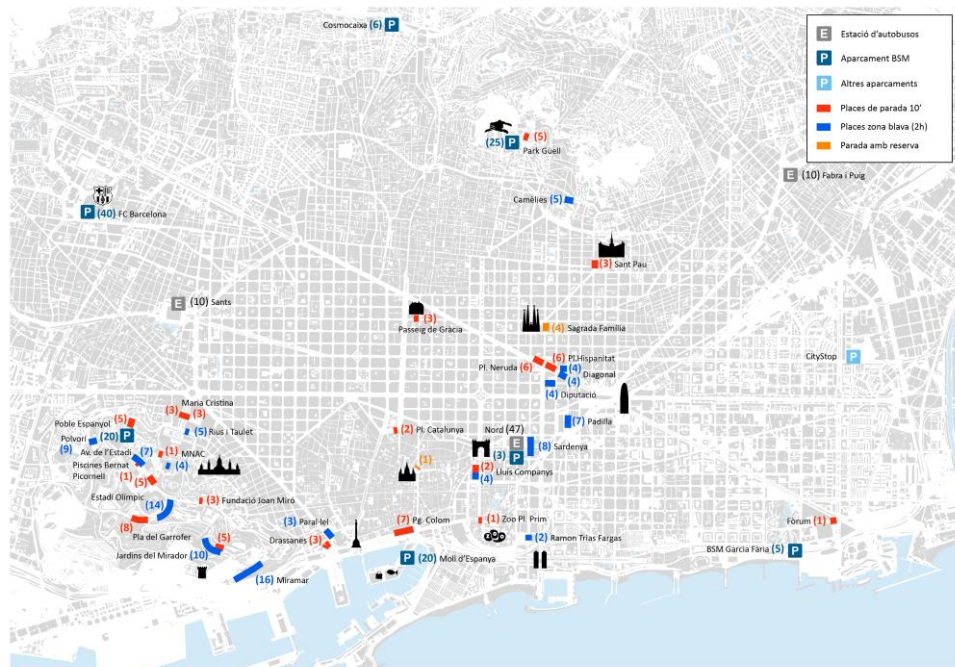 Cosmocaixa (6) P
E Estació d'autobusos
P Aparcament BSM
P Altres aparcaments
Places de parada 10'
Places zona blava (2h)
Parada amb reserva
(5)
(25) P
Park Güell
E (10) Fabra i Puig
Camèlies (5)
P (40) FC Barcelona
(3) Sant Pau
E (10) Sants
(3)
Passeig de Gràcia
(4) Sagrada Família
CityStop P
(6) Pl.Hispanitat
Pl. Neruda (6)
(4)
Diagonal
(4)
(4) Diputació
Maria Cristina
(3) (3)
Poble Espanyol (5)
(5) Rius i Taulet
Polvorí (20) P
(9)
Av. de l'Estadi (7)
(1) MNAC
(4)
Piscines Bernat
Picornell (1)
(5)
(2) Pl. Catalunya
Nord (47)
E
(3) P
(7) Padilla
(8) Sardenya
(1)
(2) Lluís Companys
(4)
Estadi Olímpic
(14)
(3) Fundació Joan Miró
(8)
Pla del Garrofer
(5)
Jardins del Mirador (10)
(16) Miramar
(3) Paral·lel
Drassanes (3)
(7) Pg. Colom
(1) Zoo Pl. Prim
(2) Ramon Trias Fargas
P (20) Moll d'Espanya
Fòrum (1)
BSM Garcia Fària (5) P